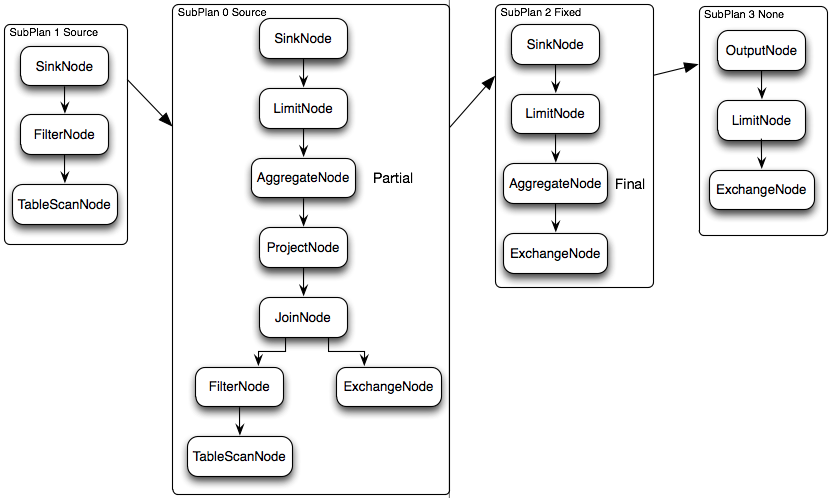 SubPlan 1 Source
SinkNode
FilterNode
TableScanNode
SubPlan 0 Source
SinkNode
LimitNode
AggregateNode
Partial
ProjectNode
JoinNode
FilterNode
ExchangeNode
TableScanNode
SubPlan 2 Fixed
SinkNode
LimitNode
AggregateNode
Final
ExchangeNode
SubPlan 3 None
OutputNode
LimitNode
ExchangeNode